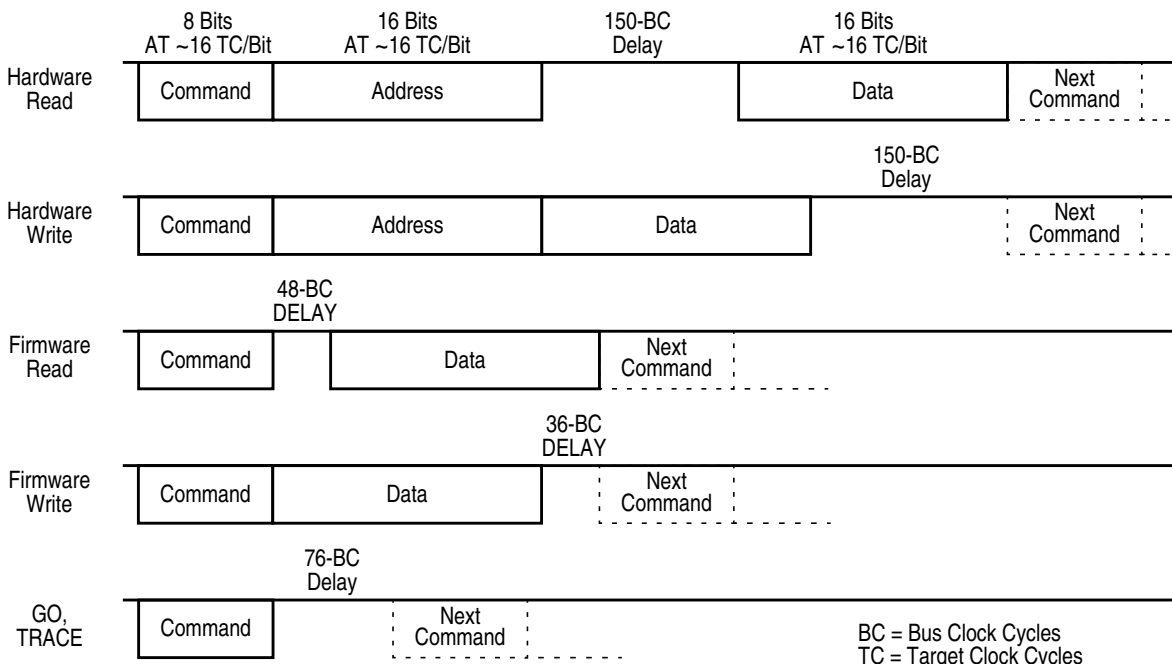 8 Bits
AT ~16 TC/Bit
16 Bits
AT ~16 TC/Bit
150-BC
Delay
16 Bits
AT ~16 TC/Bit
Hardware
Read
Command
Address
Data
Next
Command
150-BC
Delay
Hardware
Write
Command
Address
Data
Next
Command
48-BC
DELAY
Firmware
Read
Command
Data
Next
Command
36-BC
DELAY
Firmware
Write
Command
Data
Next
Command
76-BC
Delay
GO,
TRACE
Command
Next
Command
BC = Bus Clock Cycles
TC = Target Clock Cycles